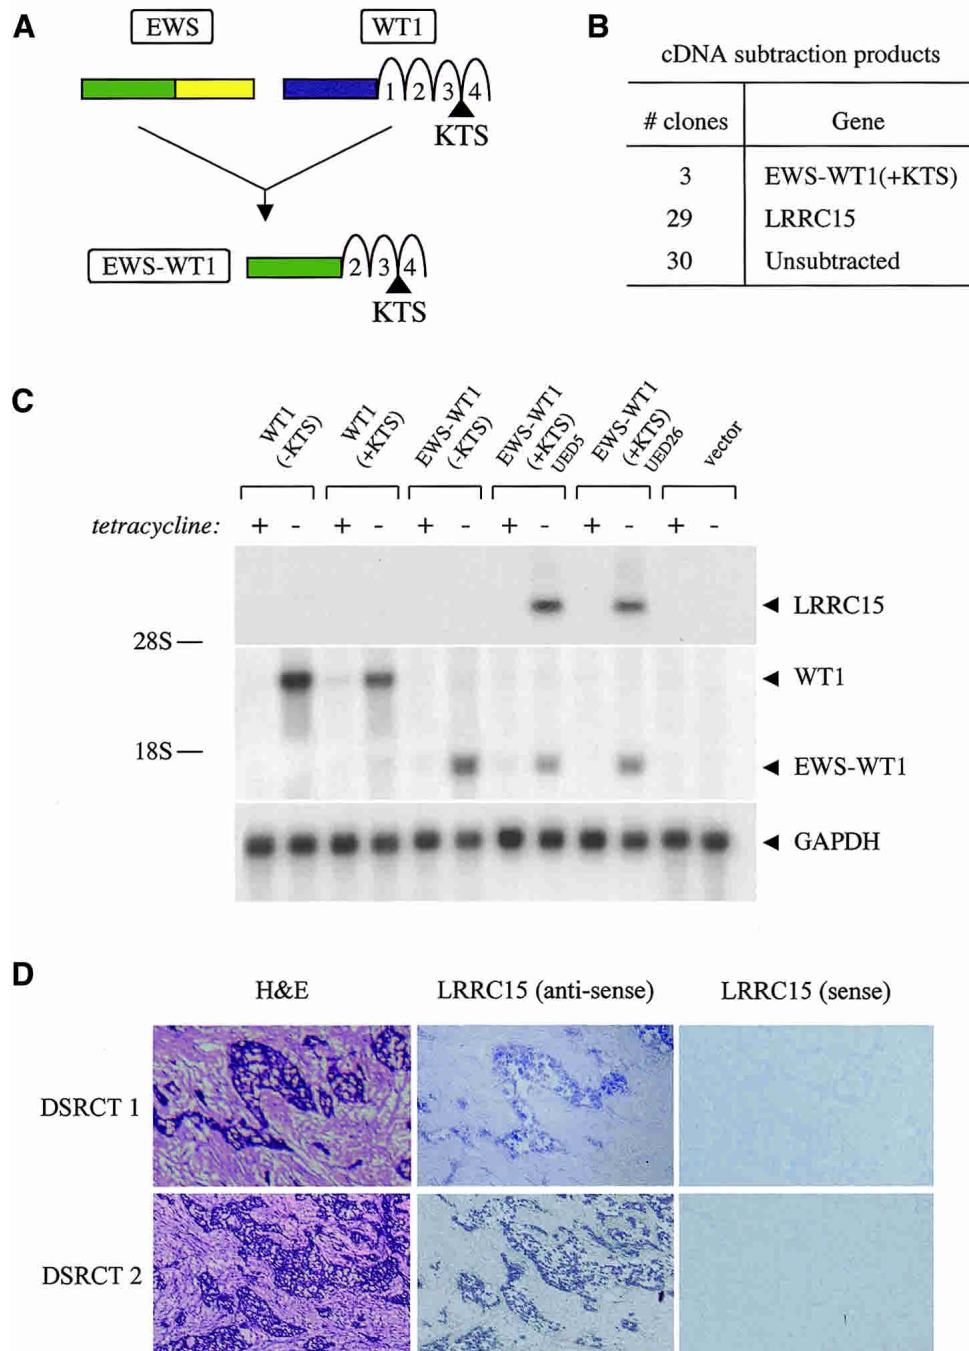 A
EWS
WT1
1 2 3 4
KTS
EWS-WT1
2 3 4
KTS
B
cDNA subtraction products
# clones Gene
3 EWS-WT1(+KTS)
29 LRRC15
30 Unsubtracted
C
WT1 (-KTS)
WT1 (+KTS)
EWS-WT1 (-KTS)
EWS-WT1 (+KTS) UED5
EWS-WT1 (+KTS) UED26
vector
tetracycline: + - + - + - + - + - + -
LRRC15
28S
WT1
18S
EWS-WT1
GAPDH
D
H&E LRRC15 (anti-sense) LRRC15 (sense)
DSRCT 1
DSRCT 2